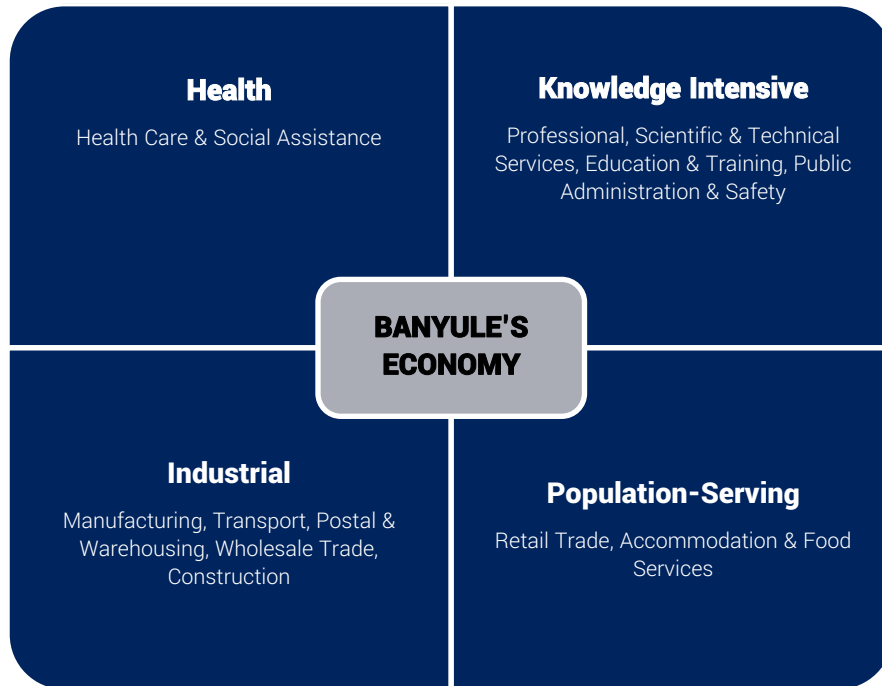 Health
Health Care & Social Assistance
Knowledge Intensive
Professional, Scientific & Technical
Services, Education & Training, Public
Administration & Safety
BANYULE'S
ECONOMY
Industrial
Manufacturing, Transport, Postal &
Warehousing, Wholesale Trade,
Construction
Population-Serving
Retail Trade, Accommodation & Food
Services